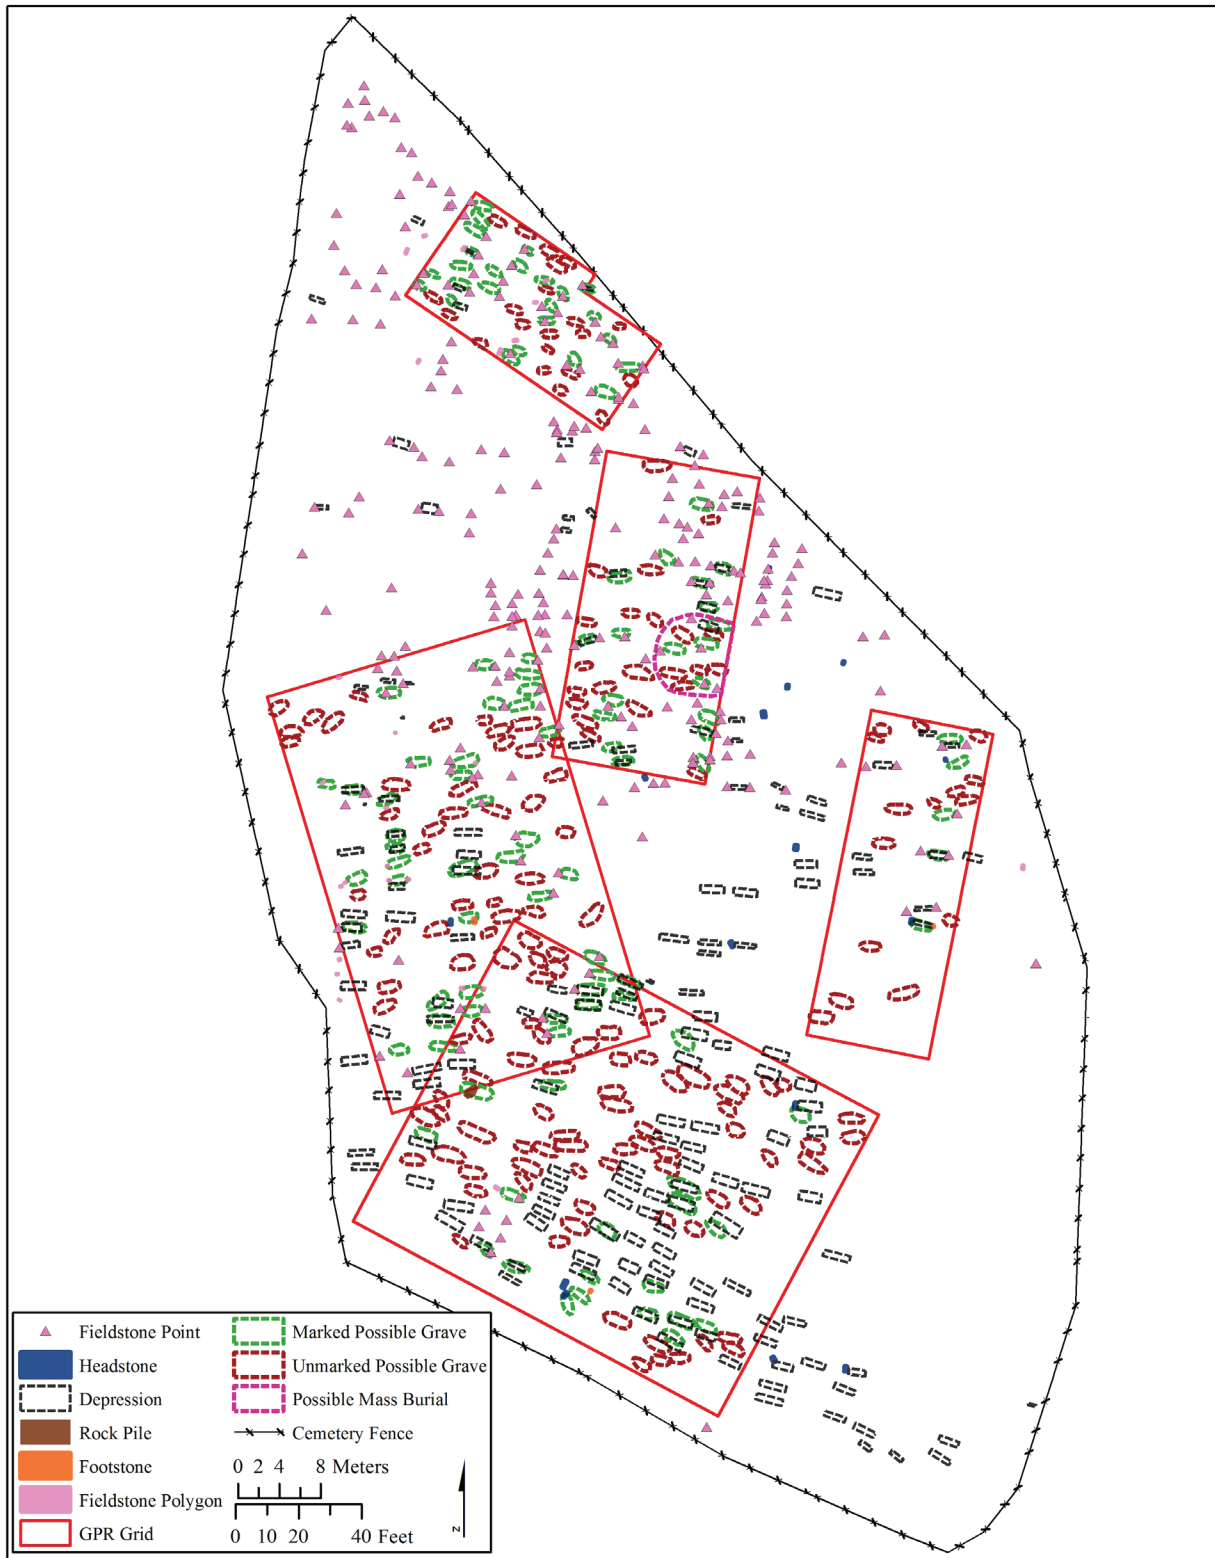 Fieldstone Point
Headstone
Depression
Rock Pile
Footstone
Fieldstone Polygon
GPR Grid
Marked Possible Grave
Unmarked Possible Grave
Possible Mass Burial
Cemetery Fence
0 2 4 8 Meters
0 10 20 40 Feet
N